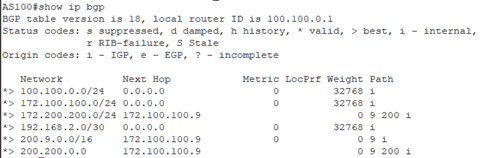 AS100#show ip bgp
BGP table version is 18, local router ID is 100.100.0.1
Status codes: s suppressed, d damped, h history, * valid, > best, i - internal,
              r RIB-failure, S Stale
Origin codes: i - IGP, e - EGP, ? - incomplete

   Network          Next Hop            Metric LocPrf Weight Path
*> 100.100.0.0/24   0.0.0.0                  0         32768 i
*> 172.100.100.0/24 0.0.0.0                  0         32768 i
*> 172.200.200.0/24 172.100.100.9                          0 9 200 i
*> 192.168.2.0/30   0.0.0.0                  0         32768 i
*> 200.9.0.0/16     172.100.100.9            0             0 9 i
*> 200.200.0.0      172.100.100.9                          0 9 200 i